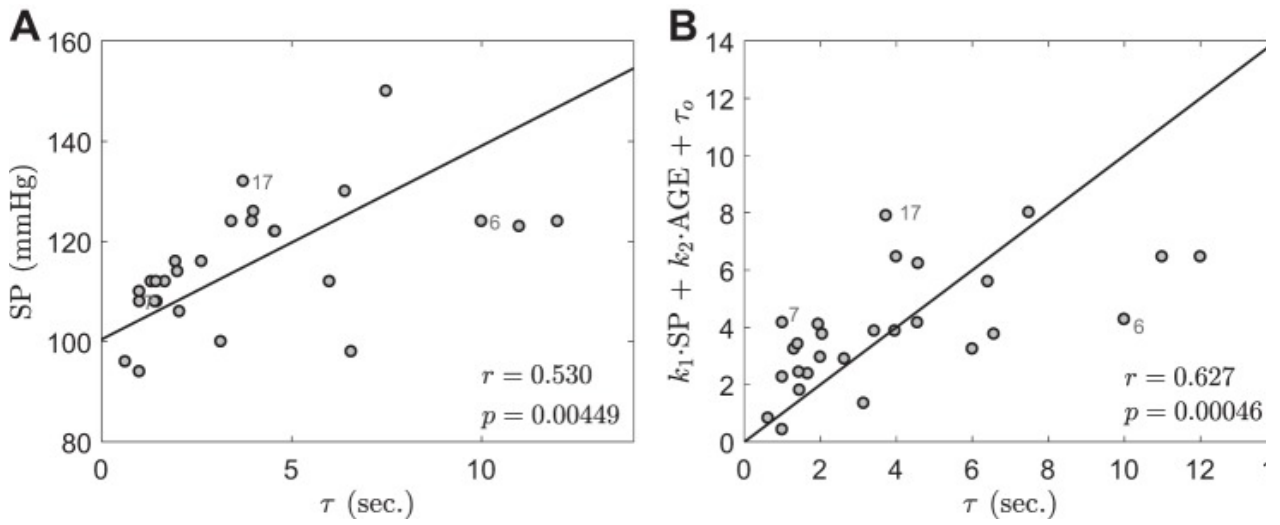 A
160
140
120
100
80
SP (mmHg)
17
6
7
r = 0.530
p = 0.00449
0
5
10
τ (sec.)
B
14
12
10
8
6
4
2
0
k₁·SP + k₂·AGE + τₒ
17
7
6
r = 0.627
p = 0.00046
0
2
4
6
8
10
12
τ (sec.)